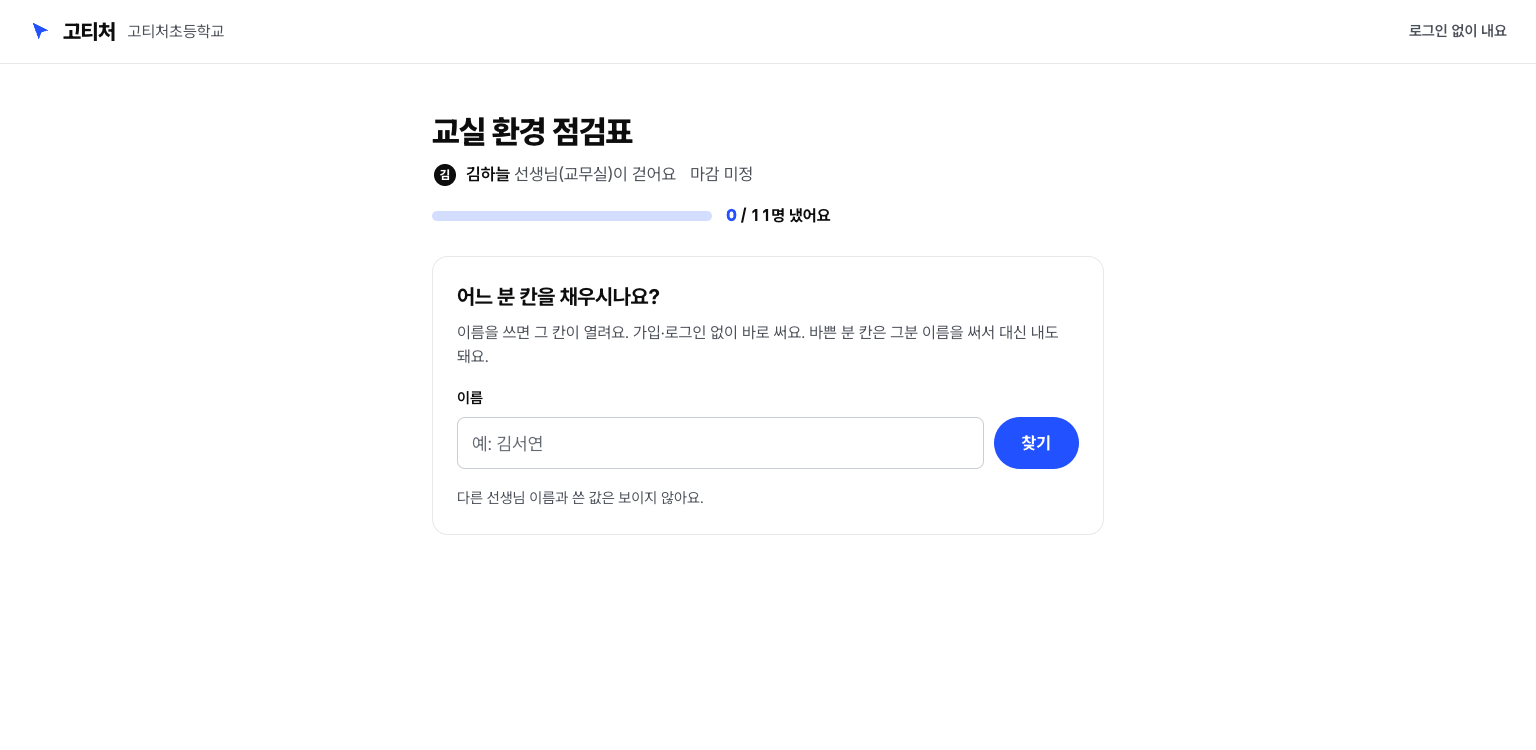 고티처 고티처초등학교
로그인 없이 내요
교실 환경 점검표
김 김하늘 선생님(교무실)이 걷어요 마감 미정
0 / 11명 냈어요
어느 분 칸을 채우시나요?
이름을 쓰면 그 칸이 열려요. 가입·로그인 없이 바로 써요. 바쁜 분 칸은 그분 이름을 써서 대신 내도
돼요.
이름
예: 김서연
찾기
다른 선생님 이름과 쓴 값은 보이지 않아요.